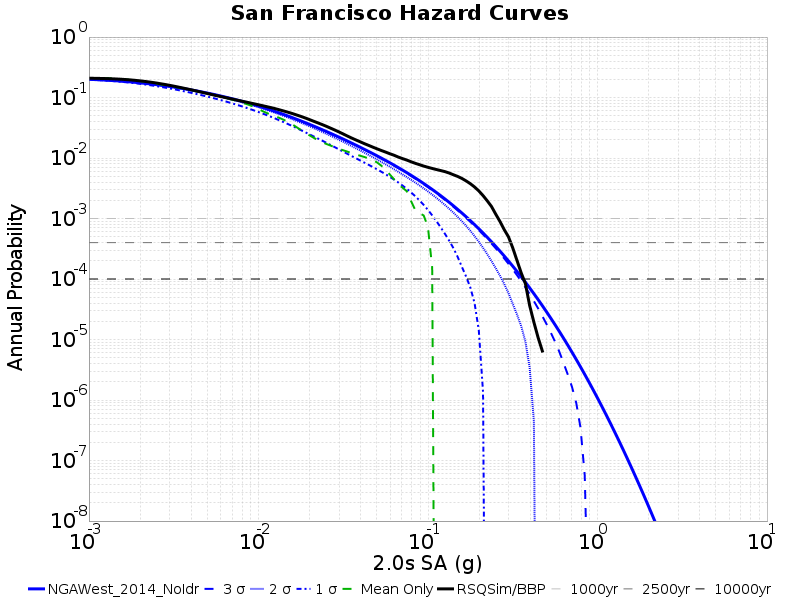 San Francisco Hazard Curves
10^0
10^-1
10^-2
10^-3
10^-4
10^-5
10^-6
10^-7
10^-8
Annual Probability
10^-3 10^-2 10^-1 10^0 10^1
2.0s SA (g)
NGAWest_2014_NoIdr 3 σ 2 σ 1 σ Mean Only RSQSim/BBP 1000yr 2500yr 10000yr